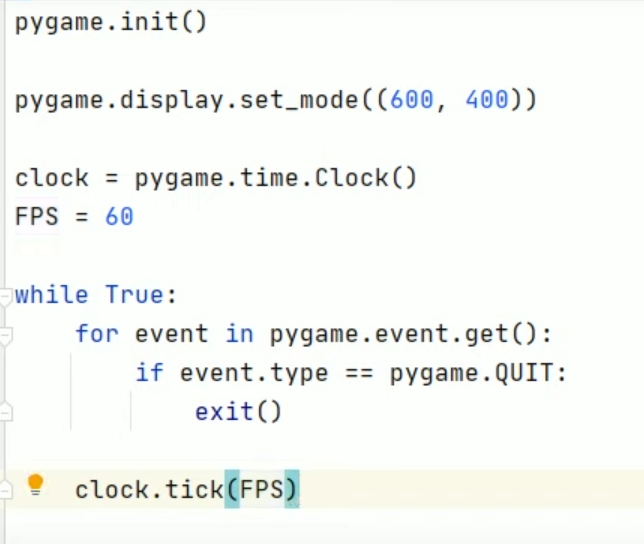 pygame.init()
pygame.display.set_mode((600, 400))
clock = pygame.time.Clock()
FPS = 60
while True:
    for event in pygame.event.get():
        if event.type == pygame.QUIT:
            exit()
    clock.tick(FPS)